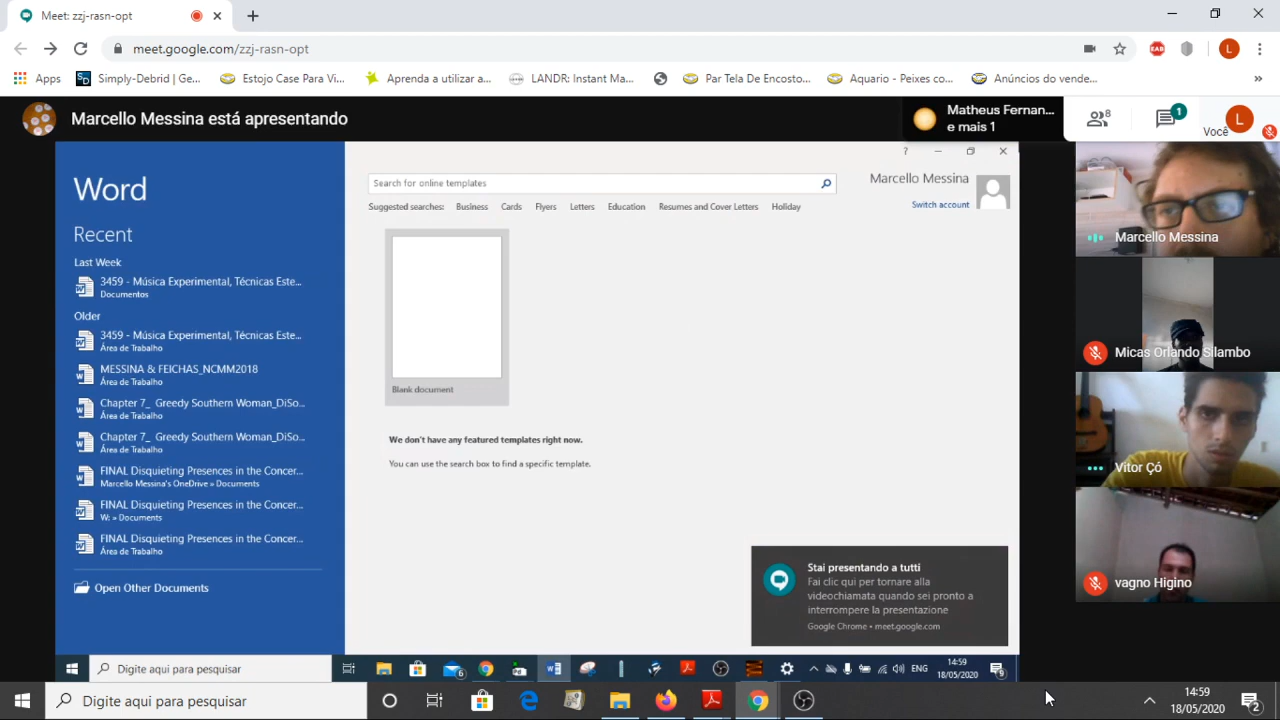 Meet: zzj-rasn-opt
meet.google.com/zzj-rasn-opt
L
Apps
Simply-Debrid | Ge...
Estojo Case Para Vi...
Aprenda a utilizar a...
LANDR: Instant Ma...
Par Tela De Encosto...
Aquario - Peixes co...
Anúncios do vende...
»
Marcello Messina está apresentando
Matheus Fernan...
e mais 1
8
1
Você
L
Word
Recent
Last Week
3459 - Música Experimental, Técnicas Este...
Documentos
Older
3459 - Música Experimental, Técnicas Este...
Área de Trabalho
MESSINA & FEICHAS_NCMM2018
Área de Trabalho
Chapter 7_ Greedy Southern Woman_DiSo...
Área de Trabalho
Chapter 7_ Greedy Southern Woman_DiSo...
Área de Trabalho
FINAL Disquieting Presences in the Concer...
Marcello Messina's OneDrive » Documents
FINAL Disquieting Presences in the Concer...
W: » Documents
FINAL Disquieting Presences in the Concer...
Área de Trabalho
Open Other Documents
?
Search for online templates
Marcello Messina
Switch account
Suggested searches: Business Cards Flyers Letters Education Resumes and Cover Letters Holiday
Blank document
We don't have any featured templates right now.
You can use the search box to find a specific template.
Stai presentando a tutti
Fai clic qui per tornare alla
videochiamata quando sei pronto a
interrompere la presentazione
Google Chrome • meet.google.com
Marcello Messina
Micas Orlando Silambo
Vitor Çó
vagno Higino
Digite aqui para pesquisar
6
ENG
14:59
18/05/2020
9
Digite aqui para pesquisar
14:59
18/05/2020
2